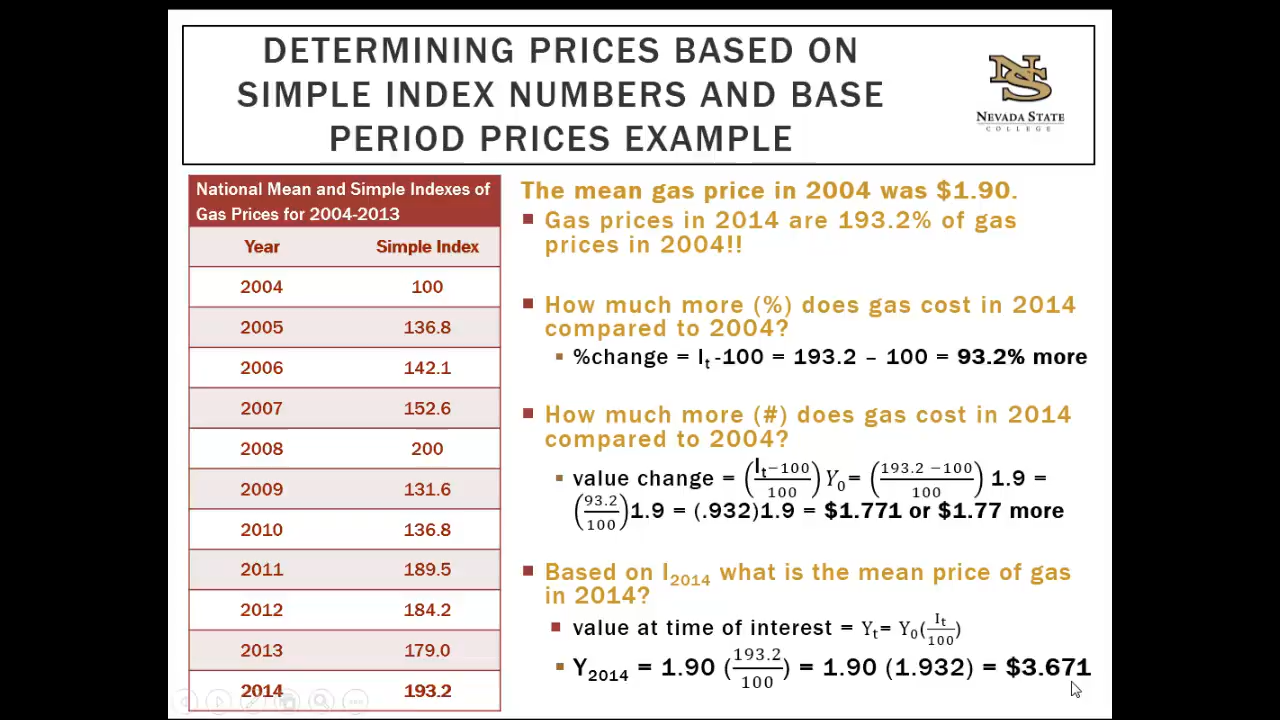 DETERMINING PRICES BASED ON
SIMPLE INDEX NUMBERS AND BASE
PERIOD PRICES EXAMPLE
NS
NEVADA STATE
COLLEGE
National Mean and Simple Indexes of
Gas Prices for 2004-2013
Year Simple Index
2004 100
2005 136.8
2006 142.1
2007 152.6
2008 200
2009 131.6
2010 136.8
2011 189.5
2012 184.2
2013 179.0
2014 193.2
The mean gas price in 2004 was $1.90.
▪ Gas prices in 2014 are 193.2% of gas
prices in 2004!!
▪ How much more (%) does gas cost in 2014
compared to 2004?
▪ %change = Iₜ -100 = 193.2 – 100 = 93.2% more
▪ How much more (#) does gas cost in 2014
compared to 2004?
▪ value change = (Iₜ−100/100) Y₀= (193.2 −100/100) 1.9 =
(93.2/100)1.9 = (.932)1.9 = $1.771 or $1.77 more
▪ Based on I₂₀₁₄ what is the mean price of gas
in 2014?
▪ value at time of interest = Yₜ= Y₀(Iₜ/100)
▪ Y₂₀₁₄ = 1.90 (193.2/100) = 1.90 (1.932) = $3.671